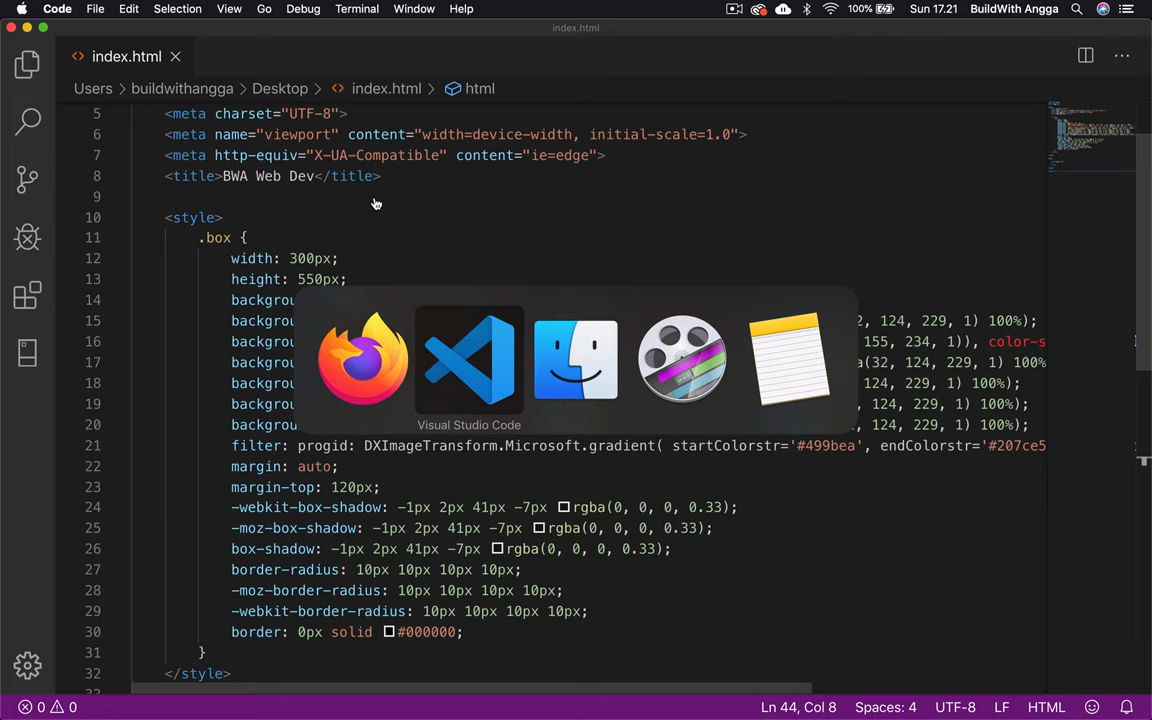 Code File Edit Selection View Go Debug Terminal Window Help 100% Sun 17.21 BuildWith Angga
index.html
index.html
Users › buildwithangga › Desktop › index.html › html
5 <meta charset="UTF-8">
6 <meta name="viewport" content="width=device-width, initial-scale=1.0">
7 <meta http-equiv="X-UA-Compatible" content="ie=edge">
8 <title>BWA Web Dev</title>
9
10 <style>
11 .box {
12 width: 300px;
13 height: 550px;
14 backgrou
15 backgrou 2, 124, 229, 1) 100%);
16 backgrou 155, 234, 1)), color-s
17 backgrou (32, 124, 229, 1) 100%
18 backgrou 124, 229, 1) 100%);
19 backgrou , 124, 229, 1) 100%);
20 backgrou , 124, 229, 1) 100%);
21 filter: progid: DXImageTransform.Microsoft.gradient( startColorstr='#499bea', endColorstr='#207ce5
22 margin: auto;
23 margin-top: 120px;
24 -webkit-box-shadow: -1px 2px 41px -7px rgba(0, 0, 0, 0.33);
25 -moz-box-shadow: -1px 2px 41px -7px rgba(0, 0, 0, 0.33);
26 box-shadow: -1px 2px 41px -7px rgba(0, 0, 0, 0.33);
27 border-radius: 10px 10px 10px 10px;
28 -moz-border-radius: 10px 10px 10px 10px;
29 -webkit-border-radius: 10px 10px 10px 10px;
30 border: 0px solid #000000;
31 }
32 </style>
33
Visual Studio Code
0 0 Ln 44, Col 8 Spaces: 4 UTF-8 LF HTML